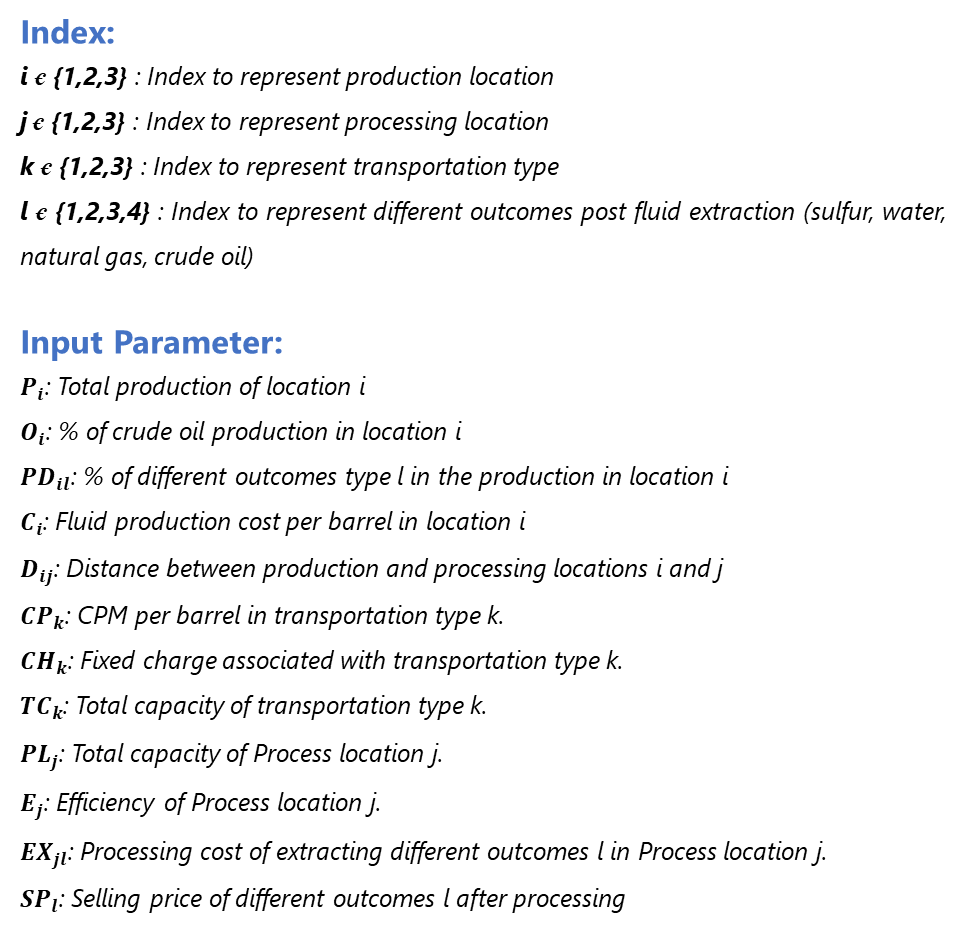 Index:
i ϵ {1,2,3} : Index to represent production location
j ϵ {1,2,3} : Index to represent processing location
k ϵ {1,2,3} : Index to represent transportation type
l ϵ {1,2,3,4} : Index to represent different outcomes post fluid extraction (sulfur, water,
natural gas, crude oil)
Input Parameter:
Pᵢ: Total production of location i
Oᵢ: % of crude oil production in location i
PDᵢₗ: % of different outcomes type l in the production in location i
Cᵢ: Fluid production cost per barrel in location i
Dᵢⱼ: Distance between production and processing locations i and j
CPₖ: CPM per barrel in transportation type k.
CHₖ: Fixed charge associated with transportation type k.
TCₖ: Total capacity of transportation type k.
PLⱼ: Total capacity of Process location j.
Eⱼ: Efficiency of Process location j.
EXⱼₗ: Processing cost of extracting different outcomes l in Process location j.
SPₗ: Selling price of different outcomes l after processing